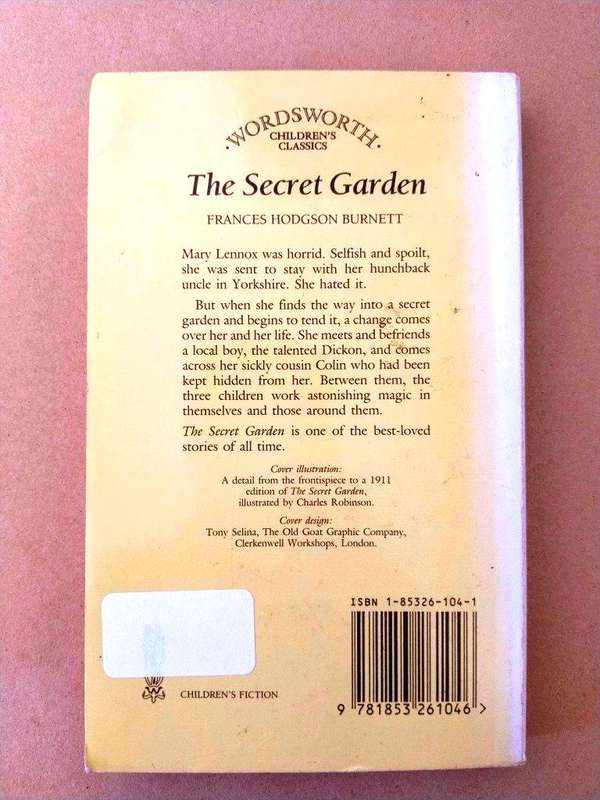 ·WORDSWORTH·
CHILDREN'S
CLASSICS
The Secret Garden
FRANCES HODGSON BURNETT
Mary Lennox was horrid. Selfish and spoilt,
she was sent to stay with her hunchback
uncle in Yorkshire. She hated it.
But when she finds the way into a secret
garden and begins to tend it, a change comes
over her and her life. She meets and befriends
a local boy, the talented Dickon, and comes
across her sickly cousin Colin who had been
kept hidden from her. Between them, the
three children work astonishing magic in
themselves and those around them.
The Secret Garden is one of the best-loved
stories of all time.
Cover illustration:
A detail from the frontispiece to a 1911
edition of The Secret Garden,
illustrated by Charles Robinson.
Cover design:
Tony Selina, The Old Goat Graphic Company,
Clerkenwell Workshops, London.
ISBN 1-85326-104-1
9 781853 261046 >
W
CHILDREN'S FICTION